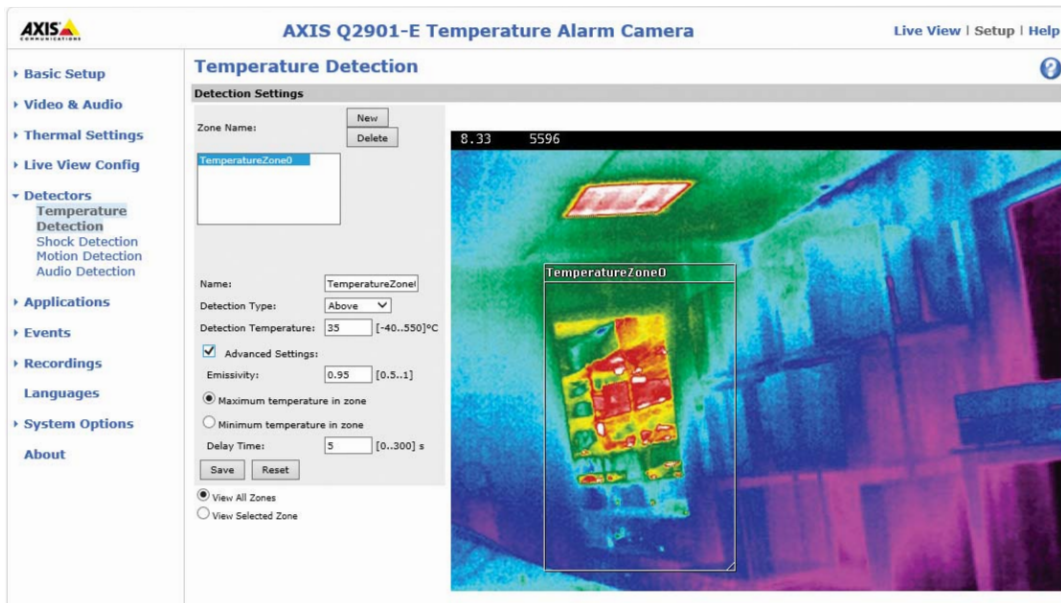 AXIS
COMMUNICATIONS
AXIS Q2901-E Temperature Alarm Camera
Live View | Setup | Help
Basic Setup
Video & Audio
Thermal Settings
Live View Config
Detectors
Temperature
Detection
Shock Detection
Motion Detection
Audio Detection
Applications
Events
Recordings
Languages
System Options
About
Temperature Detection
?
Detection Settings
Zone Name:
New
Delete
TemperatureZone0
Name: TemperatureZone
Detection Type: Above
Detection Temperature: 35 [-40..550]ºC
Advanced Settings:
Emissivity: 0.95 [0.5..1]
Maximum temperature in zone
Minimum temperature in zone
Delay Time: 5 [0..300] s
Save Reset
View All Zones
View Selected Zone
8.33 5596
TemperatureZone0